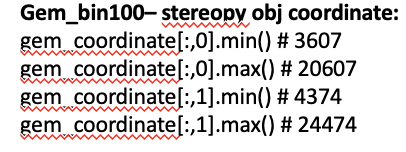 Gem_bin100– stereopy obj coordinate:
gem_coordinate[:,0].min() # 3607
gem_coordinate[:,0].max() # 20607
gem_coordinate[:,1].min() # 4374
gem_coordinate[:,1].max() # 24474